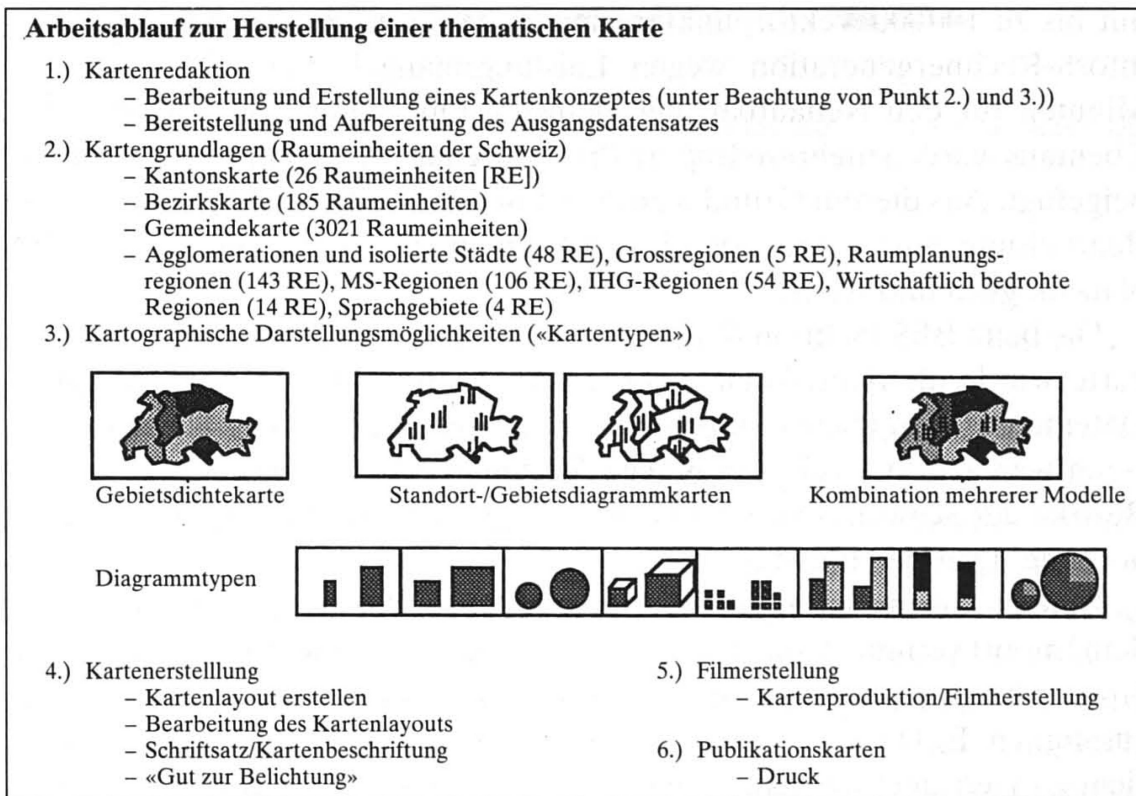 Arbeitsablauf zur Herstellung einer thematischen Karte
1.) Kartenredaktion
– Bearbeitung und Erstellung eines Kartenkonzeptes (unter Beachtung von Punkt 2.) und 3.))
– Bereitstellung und Aufbereitung des Ausgangsdatensatzes
2.) Kartengrundlagen (Raumeinheiten der Schweiz)
– Kantonskarte (26 Raumeinheiten [RE])
– Bezirkskarte (185 Raumeinheiten)
– Gemeindekarte (3021 Raumeinheiten)
– Agglomerationen und isolierte Städte (48 RE), Grossregionen (5 RE), Raumplanungs-
regionen (143 RE), MS-Regionen (106 RE), IHG-Regionen (54 RE), Wirtschaftlich bedrohte
Regionen (14 RE), Sprachgebiete (4 RE)
3.) Kartographische Darstellungsmöglichkeiten («Kartentypen»)
Gebietsdichtekarte
Standort-/Gebietsdiagrammkarten
Kombination mehrerer Modelle
Diagrammtypen
4.) Kartenerstelllung
– Kartenlayout erstellen
– Bearbeitung des Kartenlayouts
– Schriftsatz/Kartenbeschriftung
– «Gut zur Belichtung»
5.) Filmerstellung
– Kartenproduktion/Filmherstellung
6.) Publikationskarten
– Druck